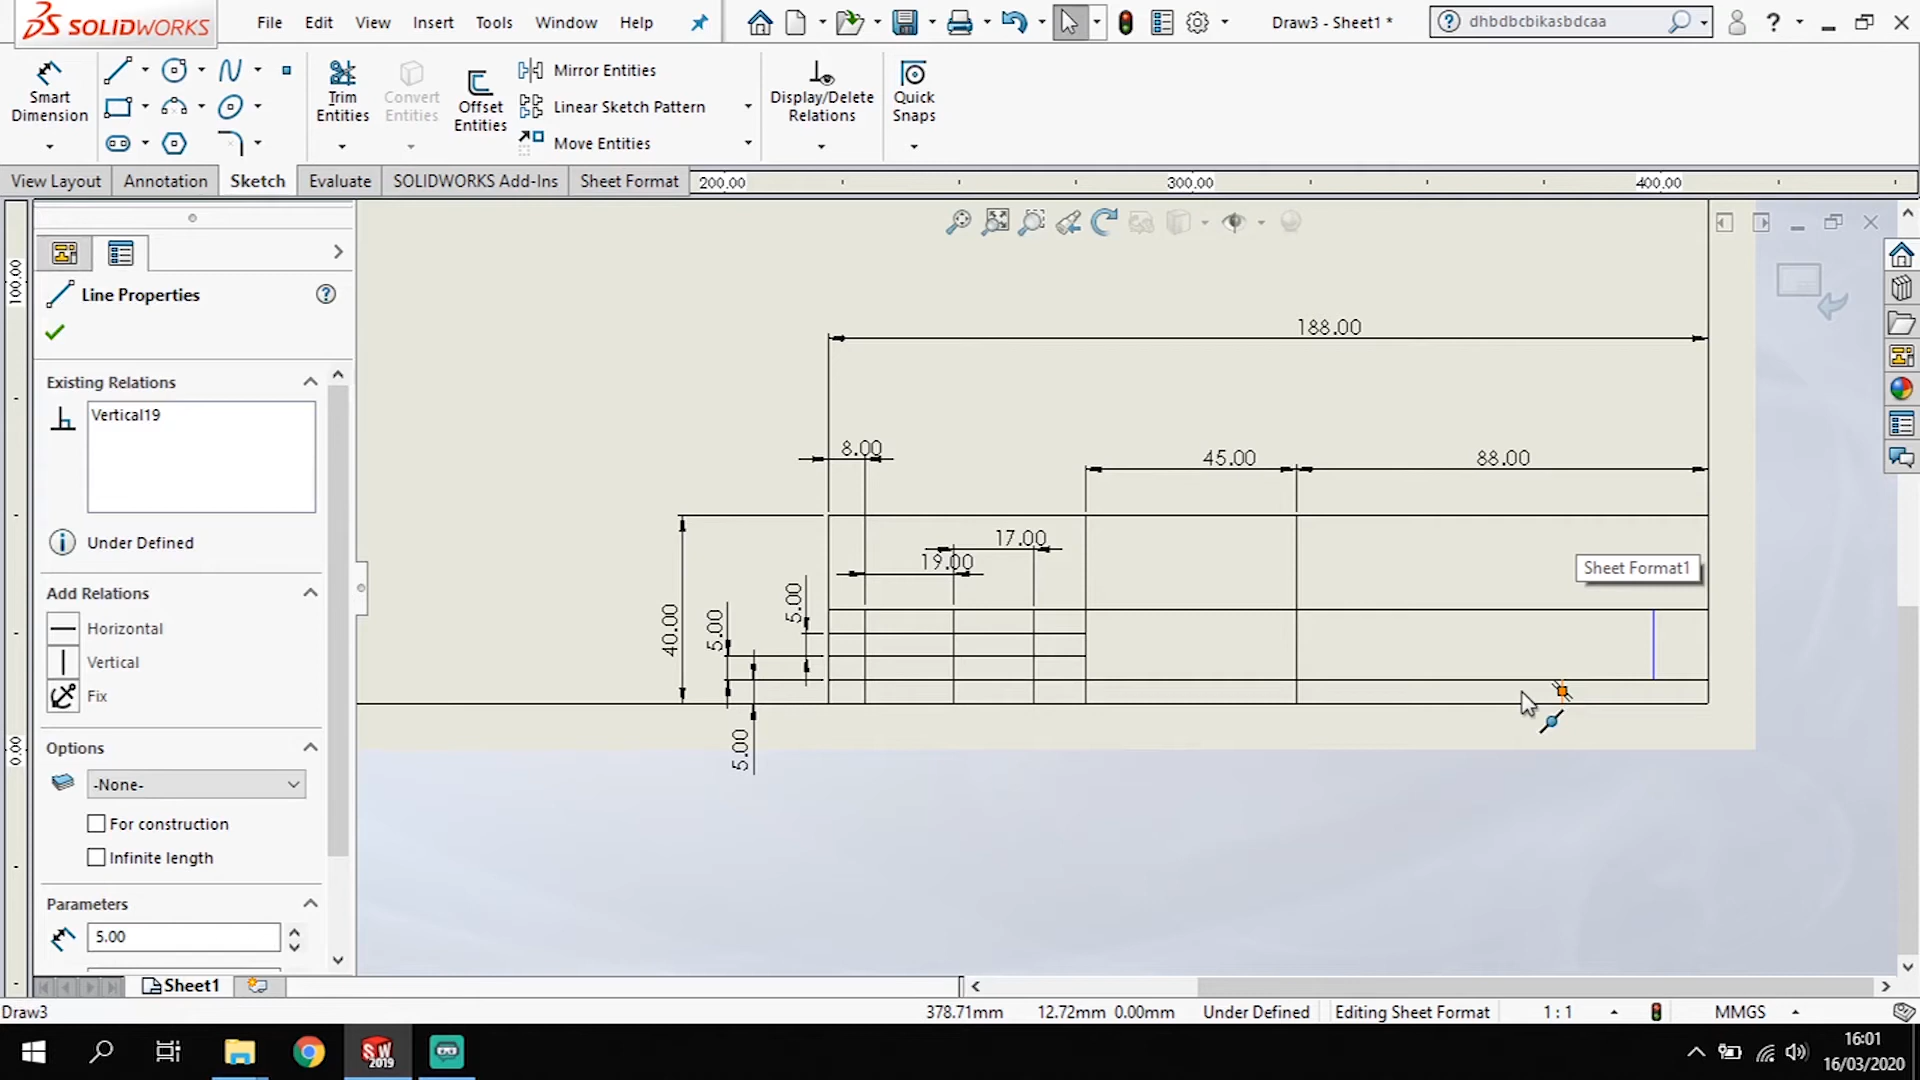 SOLIDWORKS
File Edit View Insert Tools Window Help
Draw3 - Sheet1 *
dhbdbcbikasbdcaa
Smart Dimension
Trim Entities
Convert Entities
Offset Entities
Mirror Entities
Linear Sketch Pattern
Move Entities
Display/Delete Relations
Quick Snaps
View Layout Annotation Sketch Evaluate SOLIDWORKS Add-Ins Sheet Format
200.00 300.00 400.00
100.00
0.00
Line Properties
Existing Relations
Vertical19
Under Defined
Add Relations
Horizontal
Vertical
Fix
Options
-None-
For construction
Infinite length
Parameters
5.00
188.00
8.00
45.00
88.00
17.00
19.00
40.00
5.00
5.00
5.00
Sheet Format1
Sheet1
Draw3
378.71mm 12.72mm 0.00mm Under Defined Editing Sheet Format 1 : 1 MMGS
SW 2019
16:01
16/03/2020